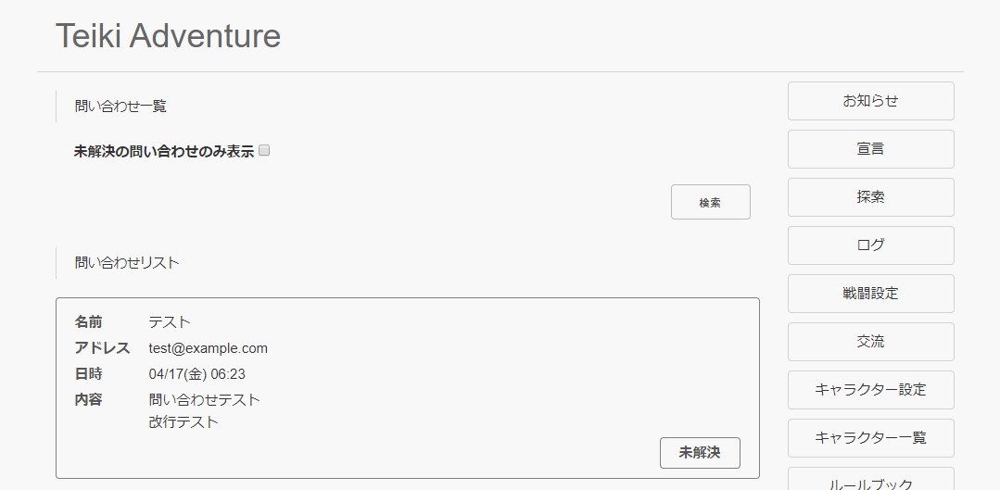 Teiki Adventure
問い合わせ一覧
未解決の問い合わせのみ表示
検索
問い合わせリスト
名前 テスト
アドレス test@example.com
日時 04/17(金) 06:23
内容 問い合わせテスト
改行テスト
未解決
お知らせ
宣言
探索
ログ
戦闘設定
交流
キャラクター設定
キャラクター一覧
ルールブック